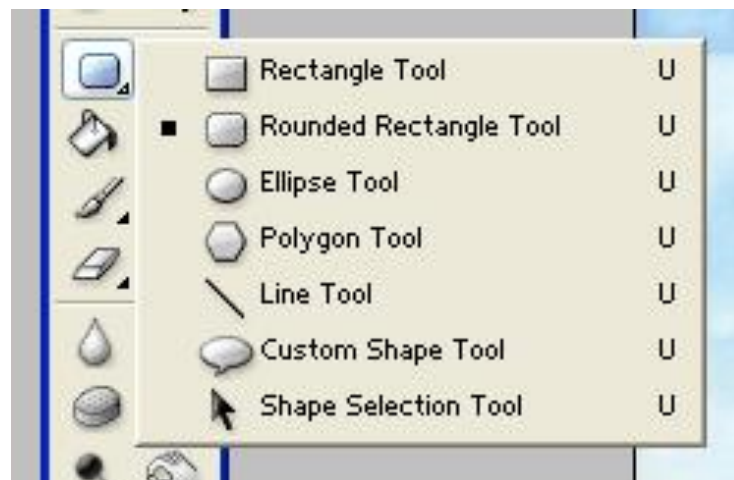 Rectangle Tool U
Rounded Rectangle Tool U
Ellipse Tool U
Polygon Tool U
Line Tool U
Custom Shape Tool U
Shape Selection Tool U